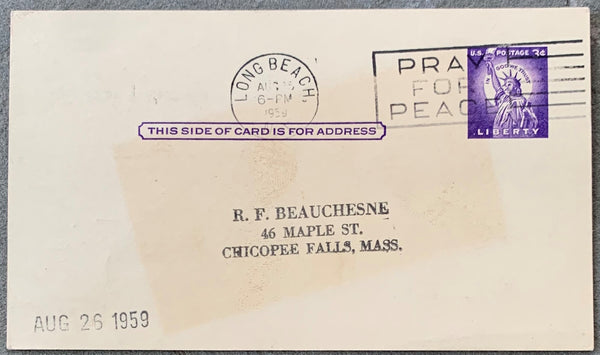 LONG BEACH,
AUG
6-PM
1959
PRAY
FOR
PEACE
U.S. POSTAGE 3¢
IN GOD WE TRUST
LIBERTY
THIS SIDE OF CARD IS FOR ADDRESS
R. F. BEAUCHESNE
46 MAPLE ST.
CHICOPEE FALLS, MASS.
AUG 26 1959